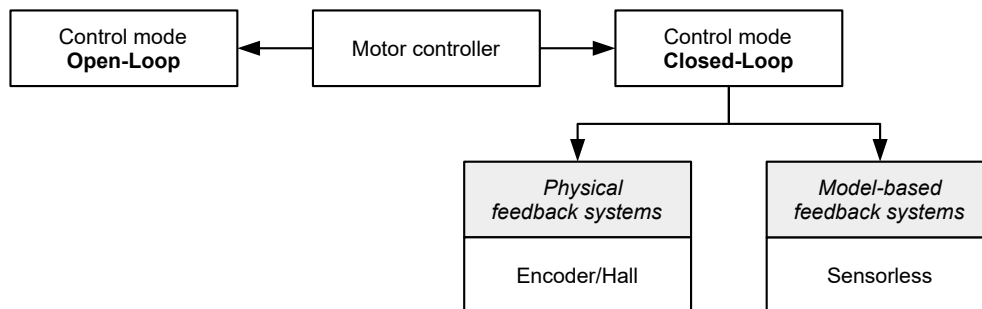 Control mode
Open-Loop
Motor controller
Control mode
Closed-Loop
Physical
feedback systems
Encoder/Hall
Model-based
feedback systems
Sensorless